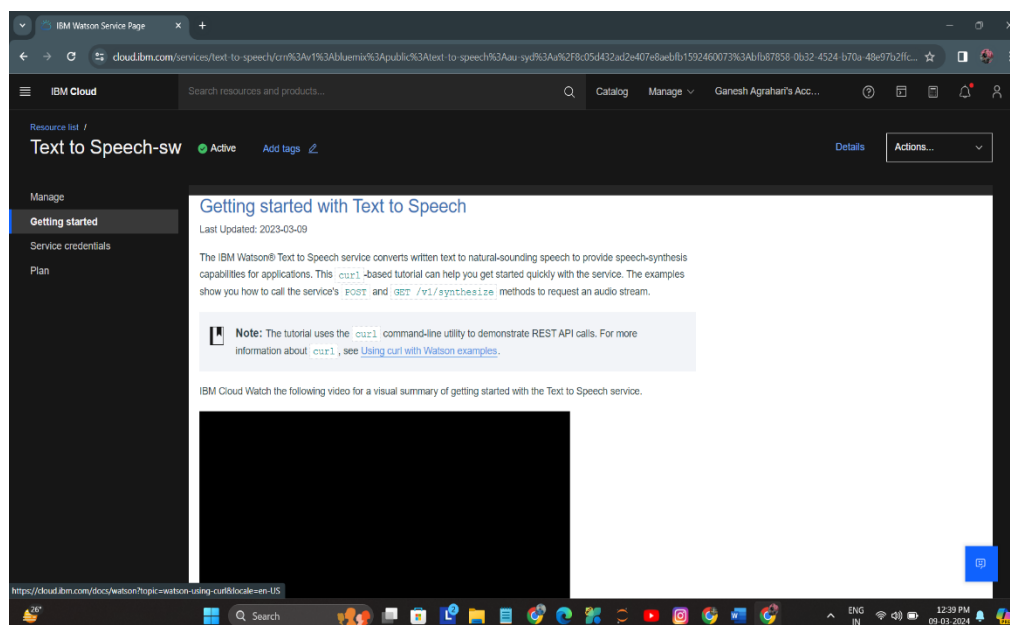 IBM Watson Service Page
cloud.ibm.com/services/text-to-speech/crn%3Av1%3Abluemix%3Apublic%3Atext-to-speech%3Aau-syd%3Aa%2F8c05d432ad2e407e8aebfb1592460073%3Abfb87858-0b32-4524-b70a-48e97b2ffc...
IBM Cloud
Search resources and products...
Catalog
Manage
Ganesh Agrahari's Acc...
Resource list /
Text to Speech-sw
Active
Add tags
Details
Actions...
Manage
Getting started
Service credentials
Plan
Getting started with Text to Speech
Last Updated: 2023-03-09
The IBM Watson® Text to Speech service converts written text to natural-sounding speech to provide speech-synthesis
capabilities for applications. This curl -based tutorial can help you get started quickly with the service. The examples
show you how to call the service's POST and GET /v1/synthesize methods to request an audio stream.
Note: The tutorial uses the curl command-line utility to demonstrate REST API calls. For more
information about curl , see Using curl with Watson examples.
IBM Cloud Watch the following video for a visual summary of getting started with the Text to Speech service.
https://cloud.ibm.com/docs/watson?topic=watson-using-curl&locale=en-US
26°
Search
ENG
IN
12:39 PM
09-03-2024